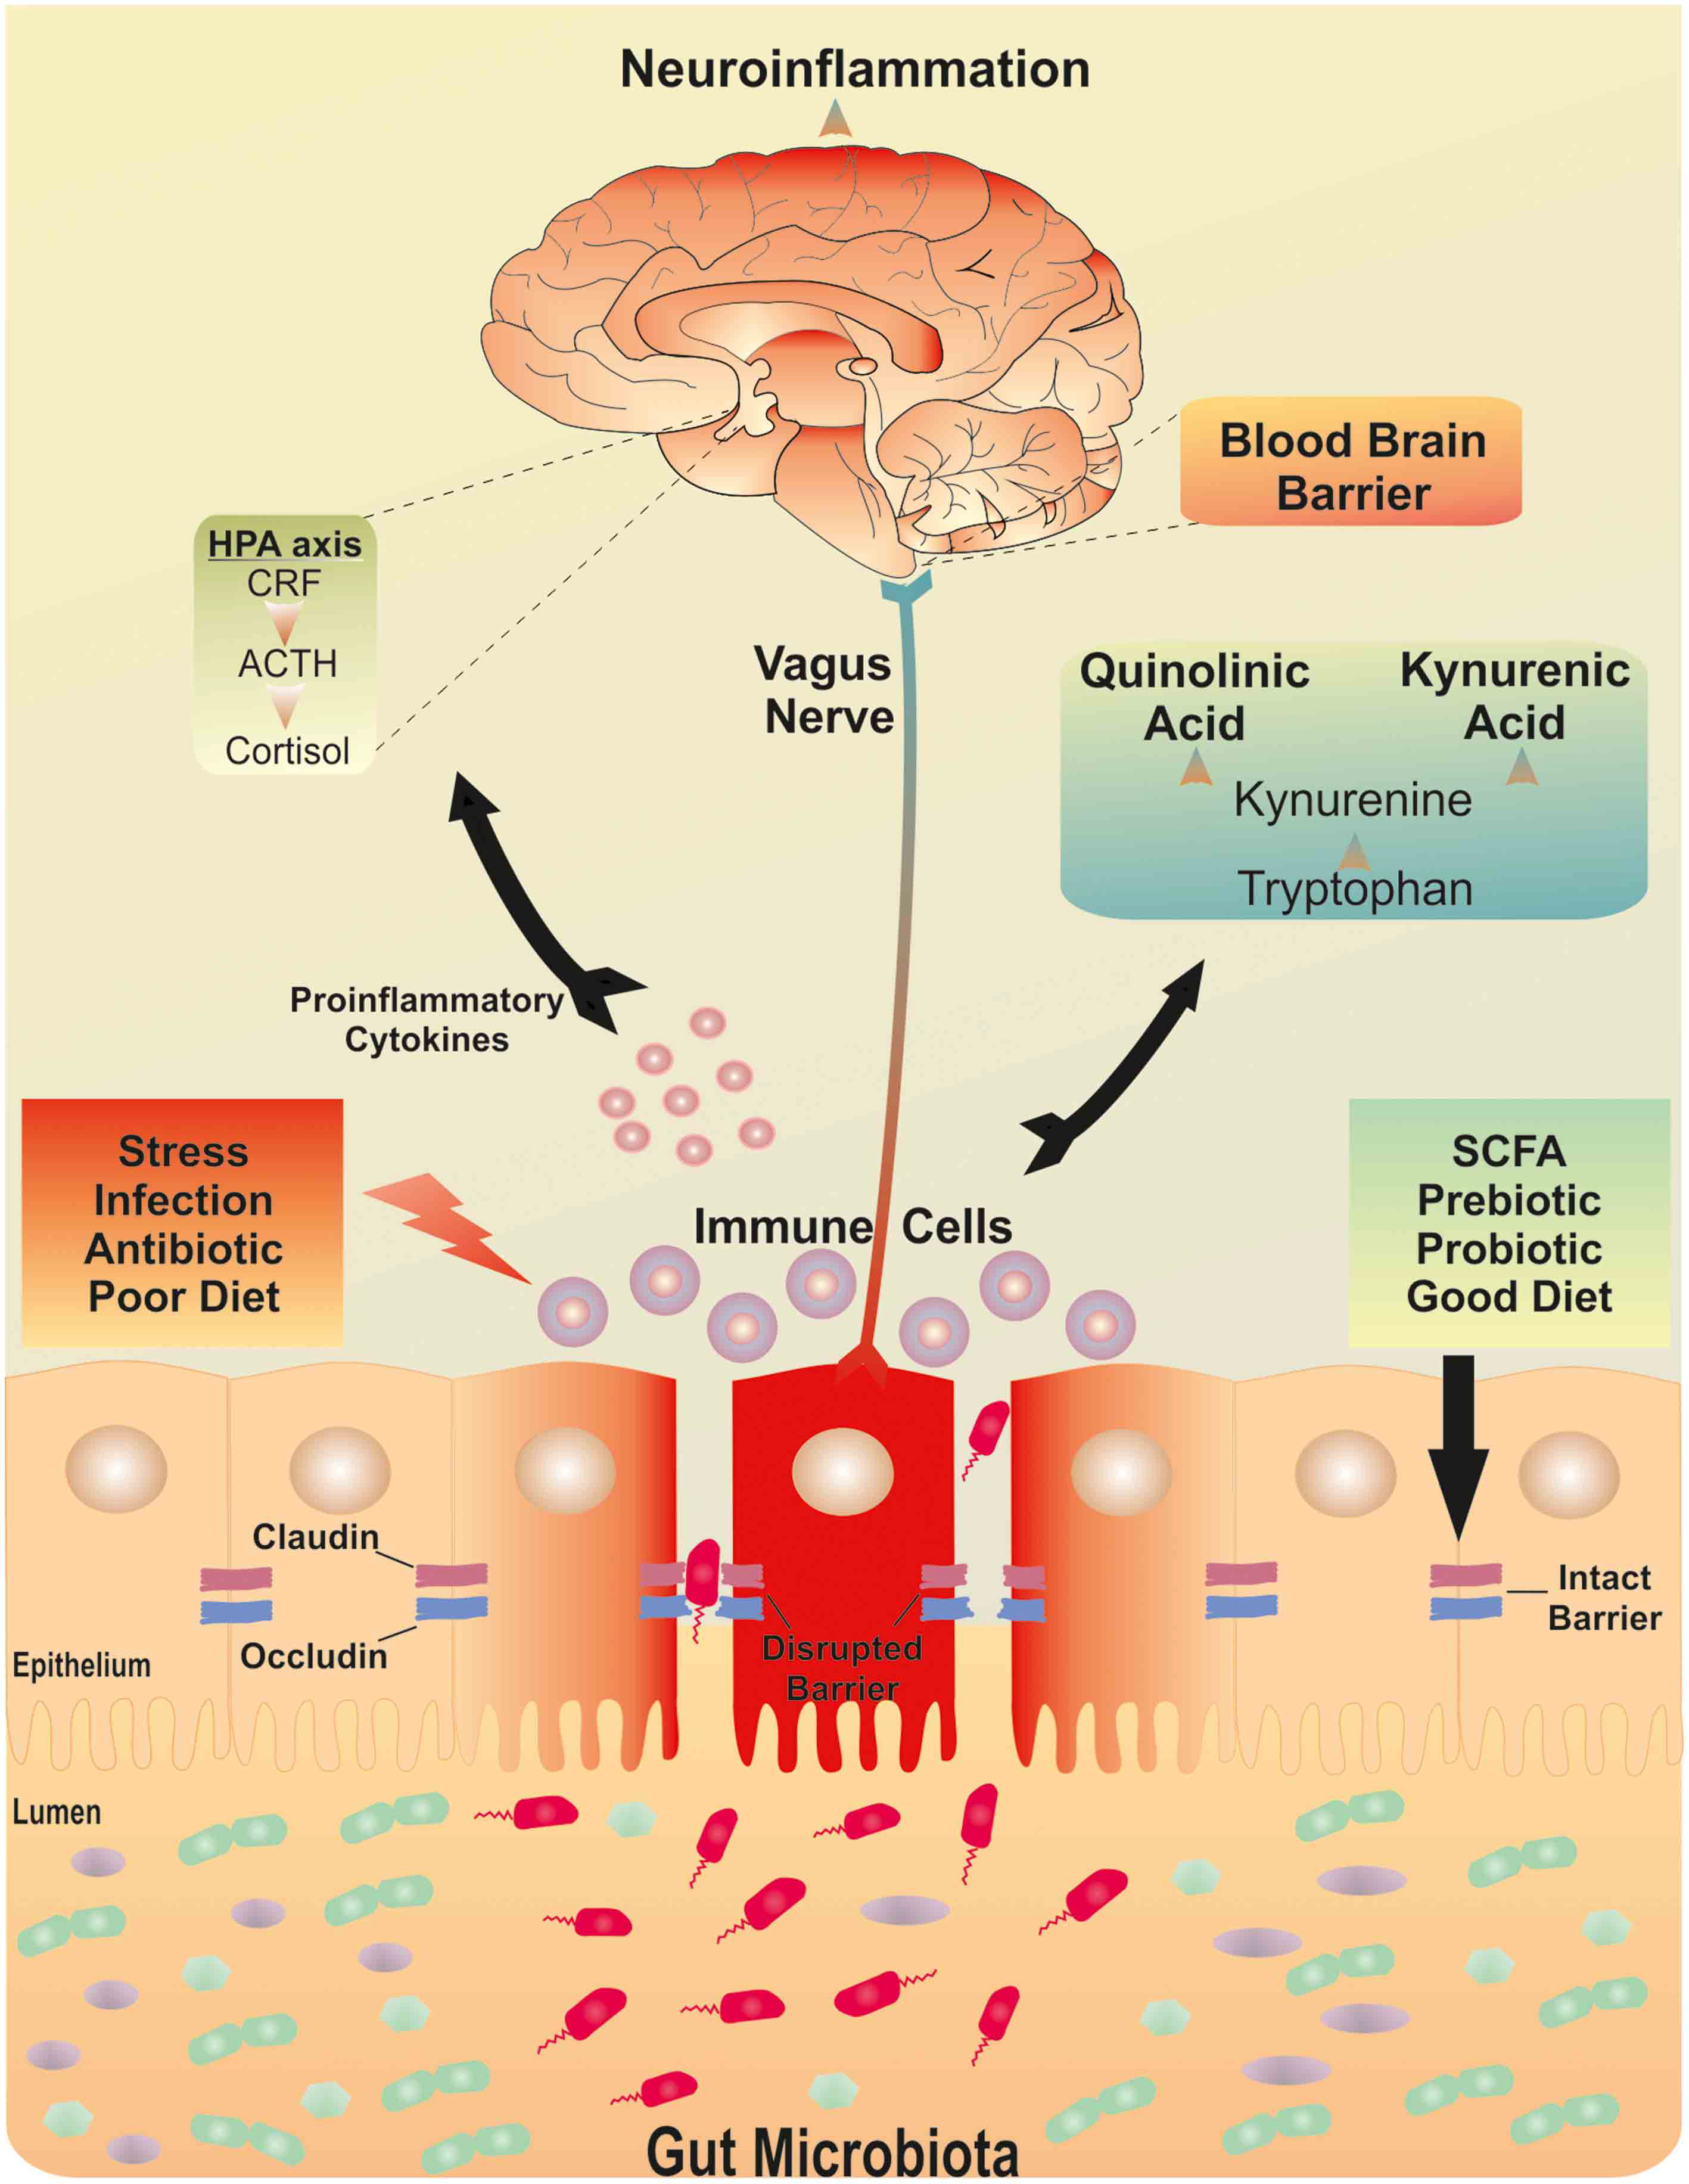 Neuroinflammation
Blood Brain
Barrier
HPA axis
CRF
ACTH
Cortisol
Vagus
Nerve
Quinolinic
Acid
Kynurenic
Acid
Kynurenine
Tryptophan
Proinflammatory
Cytokines
Stress
Infection
Antibiotic
Poor Diet
Immune Cells
SCFA
Prebiotic
Probiotic
Good Diet
Claudin
Occludin
Epithelium
Disrupted
Barrier
Intact
Barrier
Lumen
Gut Microbiota